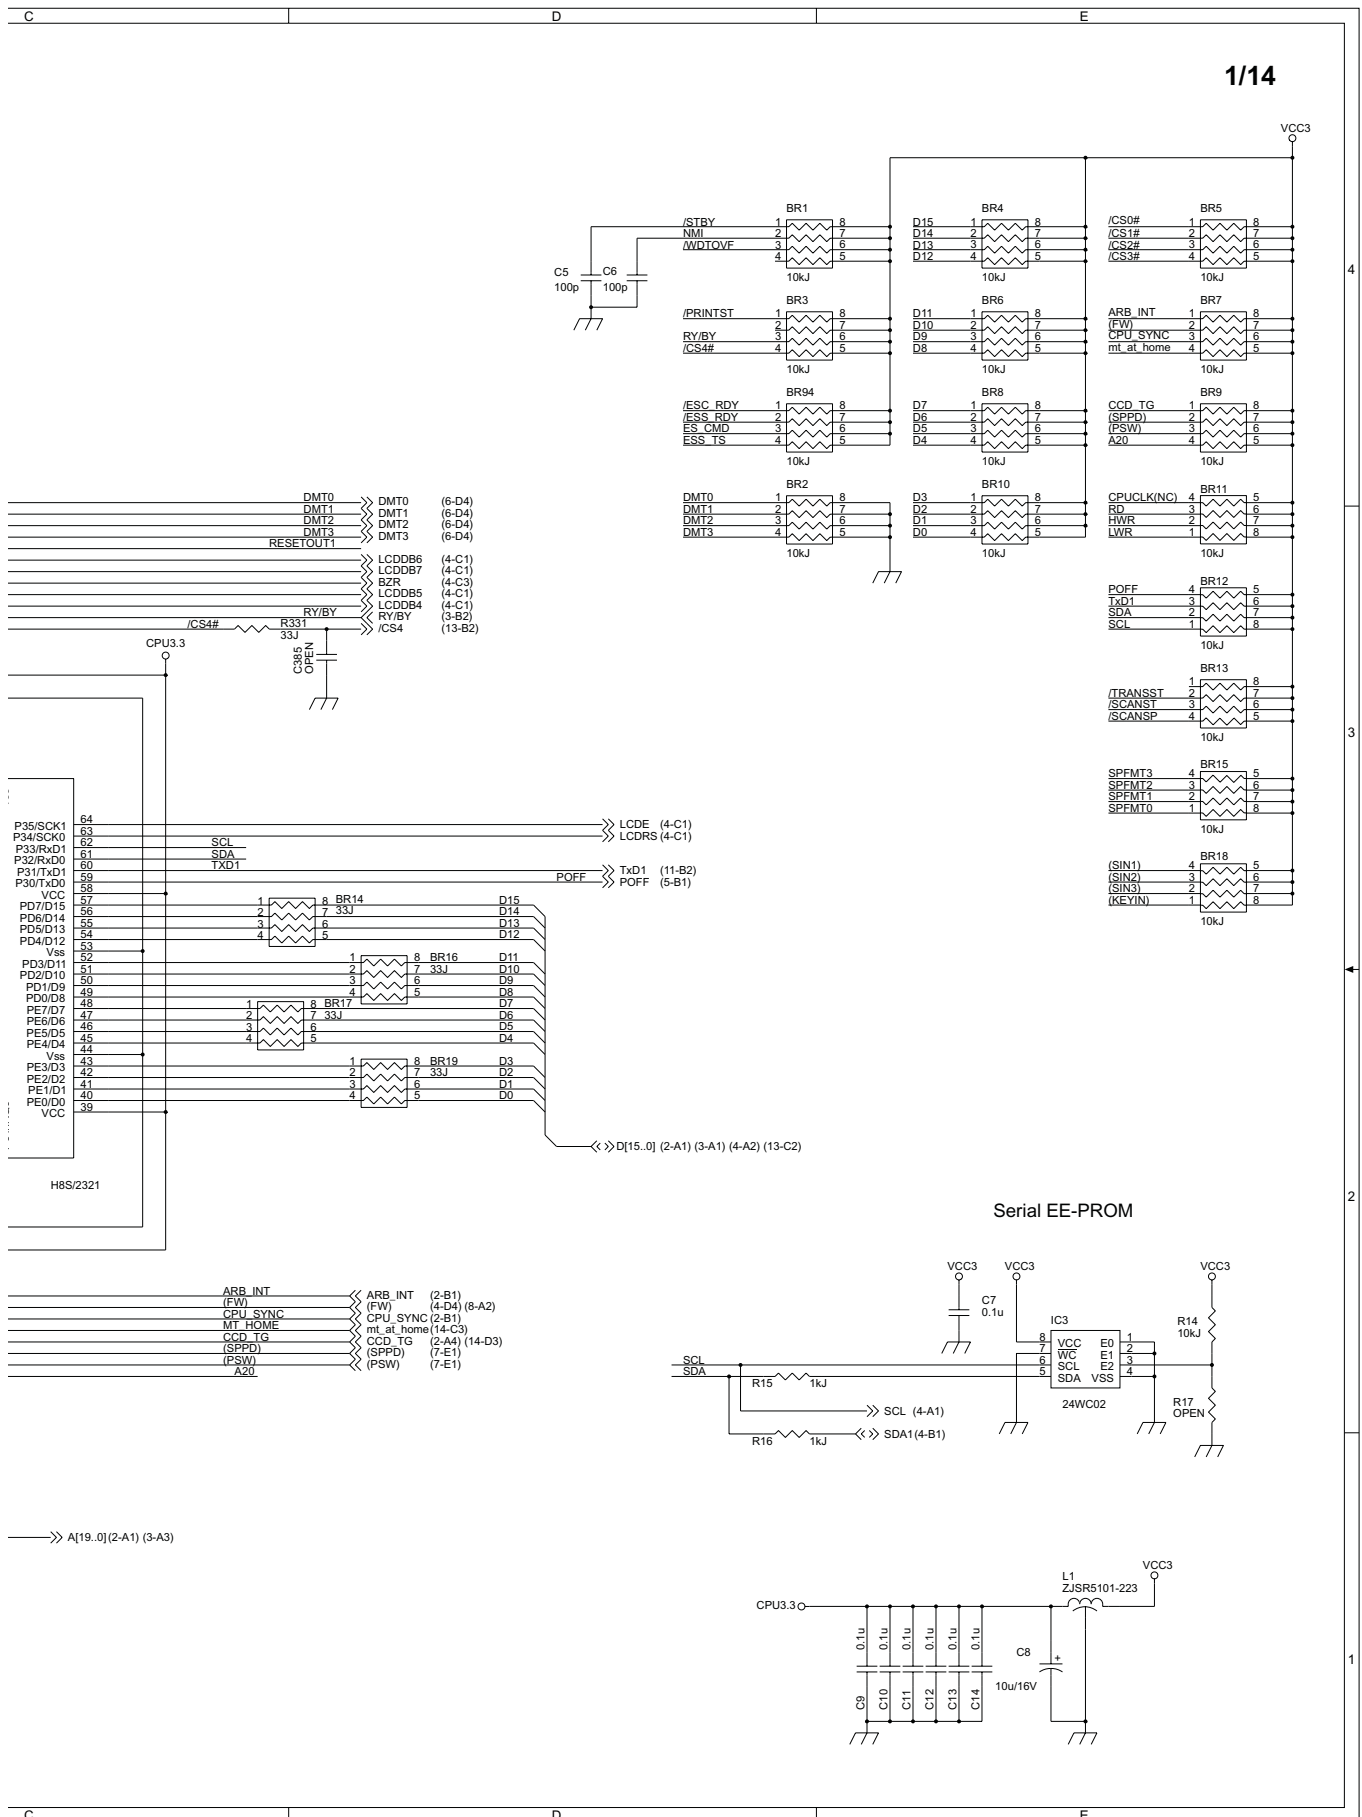 C D E
1/14
VCC3
BR1 BR4 BR5
/STBY 1 8 D15 1 8 /CS0# 1 8
NMI 2 7 D14 2 7 /CS1# 2 7
/WDTOVF 3 6 D13 3 6 /CS2# 3 6
4 5 D12 4 5 /CS3# 4 5
C5 C6
100p 100p
10kJ 10kJ 10kJ
4
BR3 BR6 BR7
/PRINTST 1 8 D11 1 8 ARB_INT 1 8
2 7 D10 2 7 (FW) 2 7
RY/BY 3 6 D9 3 6 CPU_SYNC 3 6
/CS4# 4 5 D8 4 5 mt_at_home 4 5
10kJ 10kJ 10kJ
BR94 BR8 BR9
/ESC_RDY 1 8 D7 1 8 CCD_TG 1 8
/ESS_RDY 2 7 D6 2 7 (SPPD) 2 7
ES_CMD 3 6 D5 3 6 (PSW) 3 6
ESS_TS 4 5 D4 4 5 A20 4 5
10kJ 10kJ 10kJ
BR2 BR10 BR11
DMT0 1 8 D3 1 8 CPUCLK(NC) 4 5
DMT1 2 7 D2 2 7 RD 3 6
DMT2 3 6 D1 3 6 HWR 2 7
DMT3 4 5 D0 4 5 LWR 1 8
10kJ 10kJ 10kJ
DMT0 DMT0 (6-D4)
DMT1 DMT1 (6-D4)
DMT2 DMT2 (6-D4)
DMT3 DMT3 (6-D4)
RESETOUT1
LCDDB6 (4-C1)
LCDDB7 (4-C1)
BZR (4-C3)
LCDDB5 (4-C1)
LCDDB4 (4-C1)
RY/BY RY/BY (3-B2)
/CS4# R331 /CS4 (13-B2)
33J
CPU3.3
C385
OPEN
BR12
POFF 4 5
TxD1 3 6
SDA 2 7
SCL 1 8
10kJ
BR13
1 8
/TRANSST 2 7
/SCANST 3 6
/SCANSP 4 5
10kJ
3
BR15
SPFMT3 4 5
SPFMT2 3 6
SPFMT1 2 7
SPFMT0 1 8
10kJ
BR18
(SIN1) 4 5
(SIN2) 3 6
(SIN3) 2 7
(KEYIN) 1 8
10kJ
P35/SCK1 64 LCDE (4-C1)
P34/SCK0 63 LCDRS (4-C1)
P33/RxD1 62 SCL
P32/RxD0 61 SDA
P31/TxD1 60 TXD1 TxD1 (11-B2)
P30/TxD0 59 POFF POFF (5-B1)
VCC 58
PD7/D15 57 1 8 BR14 D15
PD6/D14 56 2 7 33J D14
PD5/D13 55 3 6 D13
PD4/D12 54 4 5 D12
Vss 53
PD3/D11 52 1 8 BR16 D11
PD2/D10 51 2 7 33J D10
PD1/D9 50 3 6 D9
PD0/D8 49 4 5 D8
PE7/D7 48 1 8 BR17 D7
PE6/D6 47 2 7 33J D6
PE5/D5 46 3 6 D5
PE4/D4 45 4 5 D4
Vss 44
PE3/D3 43 1 8 BR19 D3
PE2/D2 42 2 7 33J D2
PE1/D1 41 3 6 D1
PE0/D0 40 4 5 D0
VCC 39
D[15..0] (2-A1) (3-A1) (4-A2) (13-C2)
H8S/2321
2
Serial EE-PROM
VCC3 VCC3 VCC3
C7
0.1u
IC3
R14
10kJ
8 VCC E0 1
7 WC E1 2
6 SCL E2 3
5 SDA VSS 4
SCL
SDA
R15 1kJ
24WC02
R17
OPEN
SCL (4-A1)
R16 1kJ SDA1(4-B1)
ARB_INT ARB_INT (2-B1)
(FW) (FW) (4-D4) (8-A2)
CPU_SYNC CPU_SYNC (2-B1)
MT_HOME mt_at_home (14-C3)
CCD_TG CCD_TG (2-A4) (14-D3)
(SPPD) (SPPD) (7-E1)
(PSW) (PSW) (7-E1)
A20
A[19..0] (2-A1) (3-A3)
VCC3
L1
ZJSR5101-223
CPU3.3
0.1u 0.1u 0.1u 0.1u 0.1u 0.1u
C8
+
10u/16V
C9 C10 C11 C12 C13 C14
1
C D E